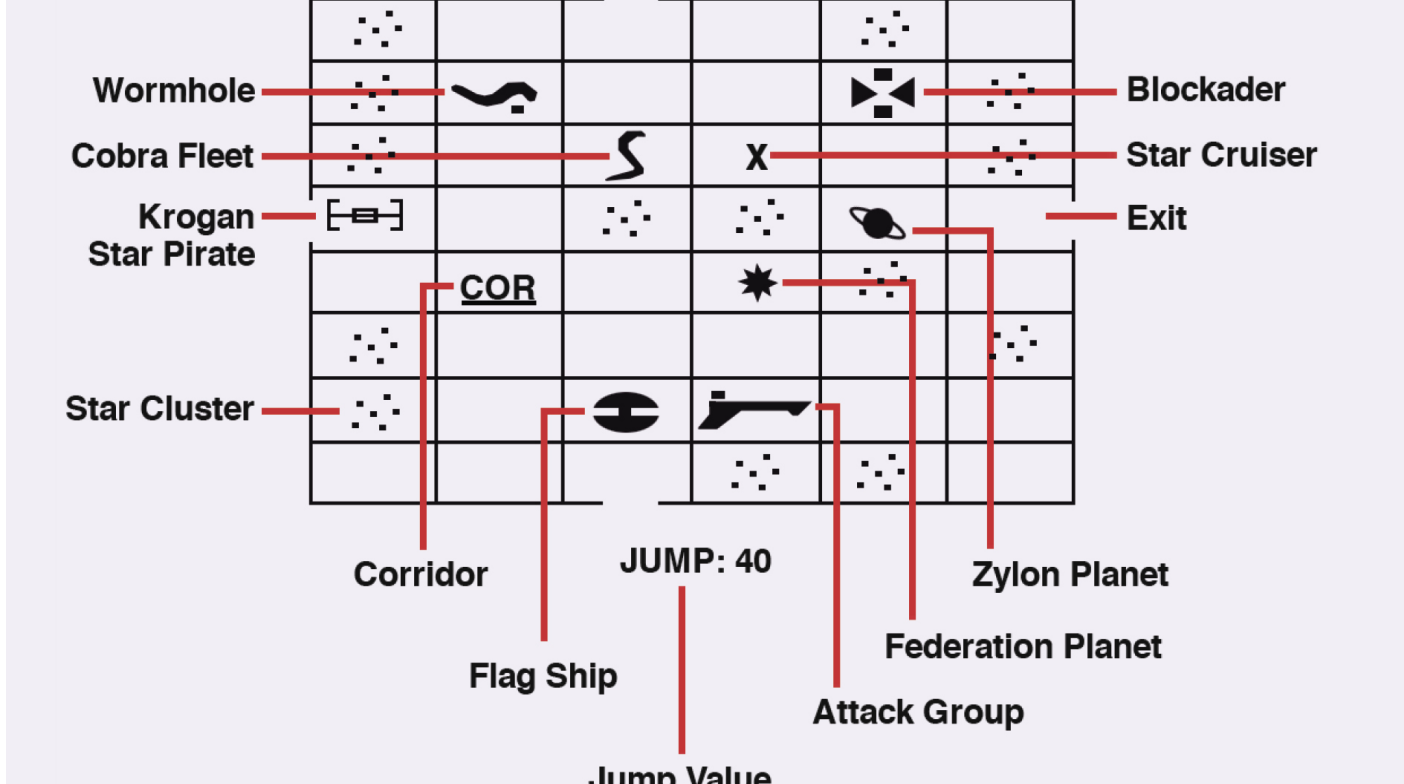 Wormhole
Blockader
Cobra Fleet
X
Star Cruiser
Krogan
Star Pirate
Exit
COR
Star Cluster
JUMP: 40
Corridor
Zylon Planet
Federation Planet
Flag Ship
Attack Group
Jump Value